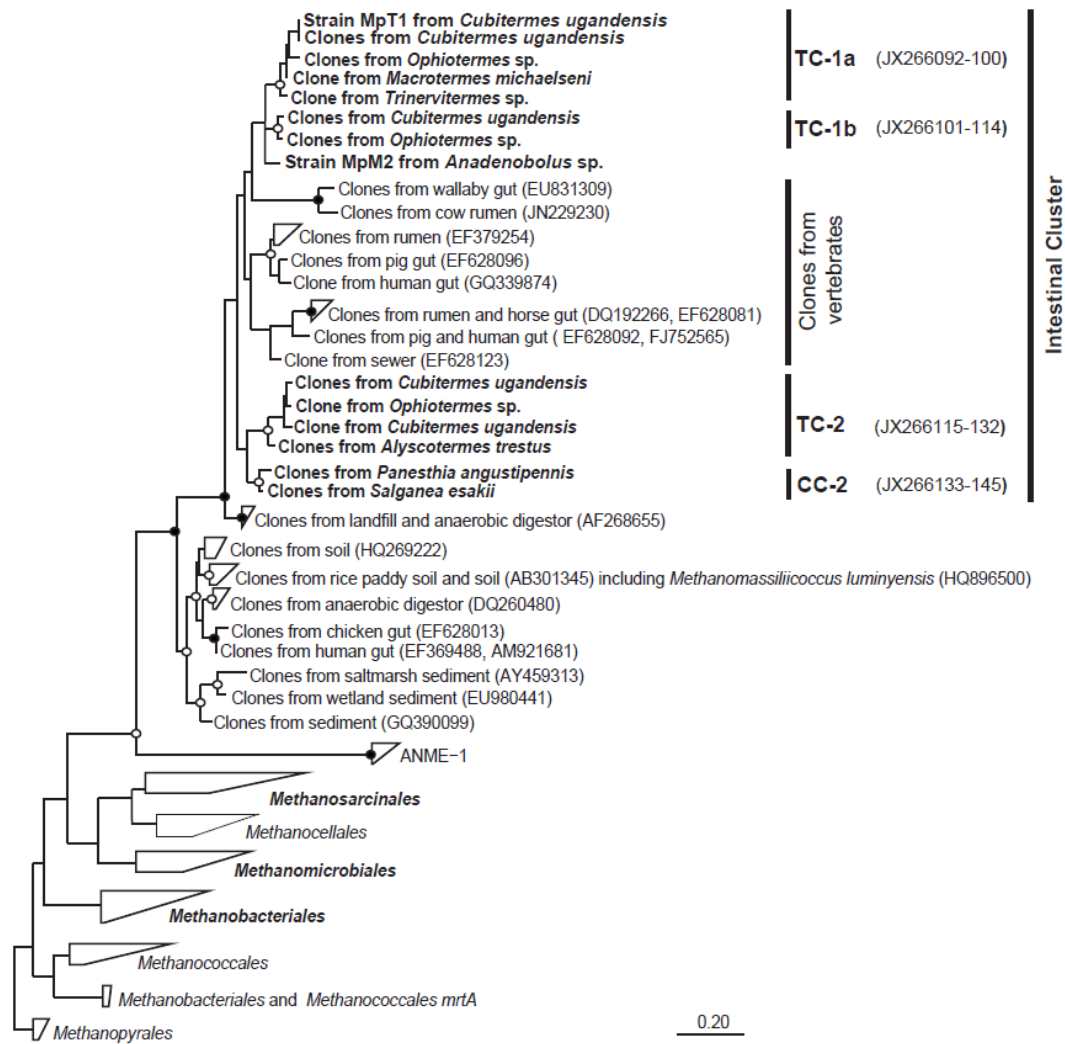 Strain MpT1 from Cubitermes ugandensis
Clones from Cubitermes ugandensis
Clones from Ophiotermes sp.
Clone from Macrotermes michaelseni
Clone from Trinervitermes sp.
TC-1a (JX266092-100)
Clones from Cubitermes ugandensis
Clones from Ophiotermes sp.
TC-1b (JX266101-114)
Strain MpM2 from Anadenobolus sp.
Clones from wallaby gut (EU831309)
Clones from cow rumen (JN229230)
Clones from rumen (EF379254)
Clones from pig gut (EF628096)
Clone from human gut (GQ339874)
Clones from rumen and horse gut (DQ192266, EF628081)
Clones from pig and human gut ( EF628092, FJ752565)
Clone from sewer (EF628123)
Clones from
vertebrates
Clones from Cubitermes ugandensis
Clone from Ophiotermes sp.
Clone from Cubitermes ugandensis
Clones from Alyscotermes trestus
TC-2 (JX266115-132)
Clones from Panesthia angustipennis
Clones from Salganea esakii
CC-2 (JX266133-145)
Intestinal Cluster
Clones from landfill and anaerobic digestor (AF268655)
Clones from soil (HQ269222)
Clones from rice paddy soil and soil (AB301345) including Methanomassiliicoccus luminyensis (HQ896500)
Clones from anaerobic digestor (DQ260480)
Clones from chicken gut (EF628013)
Clones from human gut (EF369488, AM921681)
Clones from saltmarsh sediment (AY459313)
Clones from wetland sediment (EU980441)
Clones from sediment (GQ390099)
ANME−1
Methanosarcinales
Methanocellales
Methanomicrobiales
Methanobacteriales
Methanococcales
Methanobacteriales and Methanococcales mrtA
Methanopyrales
0.20